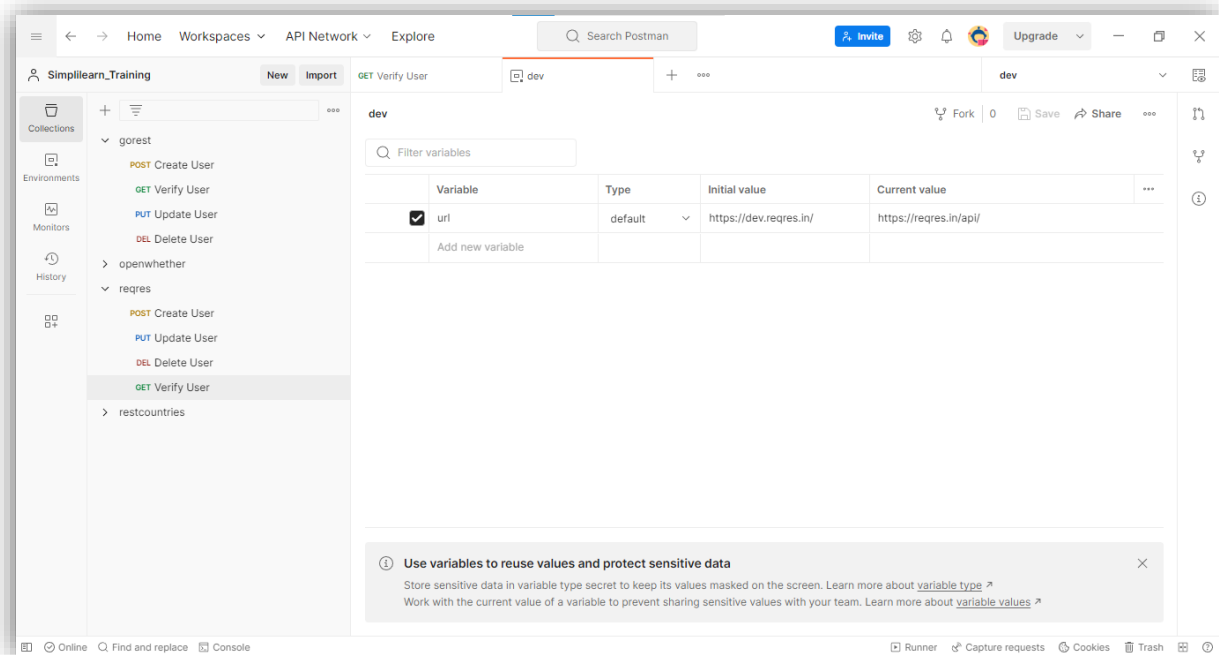 Home Workspaces API Network Explore Search Postman Invite Upgrade
Simplilearn_Training New Import GET Verify User dev dev
Collections
Environments
Monitors
History
gorest
POST Create User
GET Verify User
PUT Update User
DEL Delete User
openwhether
reqres
POST Create User
PUT Update User
DEL Delete User
GET Verify User
restcountries
dev Fork 0 Save Share
Filter variables
Variable Type Initial value Current value
url default https://dev.reqres.in/ https://reqres.in/api/
Add new variable
Use variables to reuse values and protect sensitive data
Store sensitive data in variable type secret to keep its values masked on the screen. Learn more about variable type
Work with the current value of a variable to prevent sharing sensitive values with your team. Learn more about variable values
Online Find and replace Console Runner Capture requests Cookies Trash